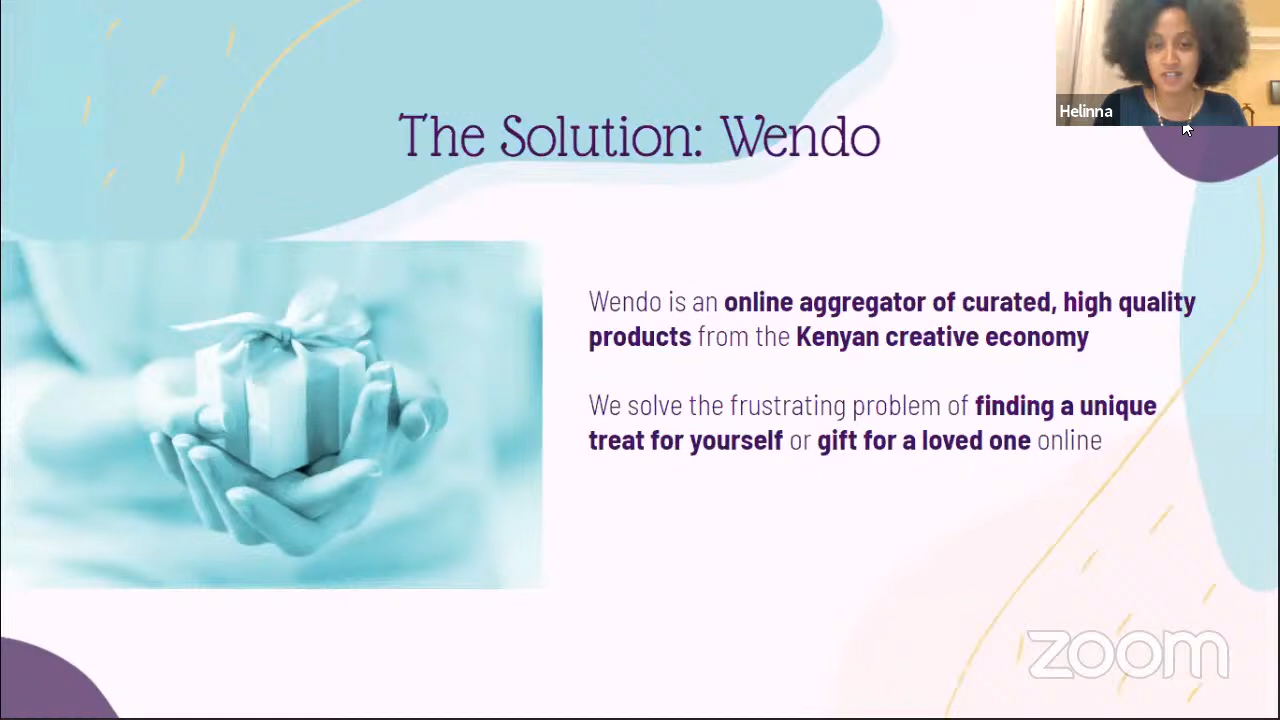 Helinna
The Solution: Wendo
Wendo is an online aggregator of curated, high quality
products from the Kenyan creative economy
We solve the frustrating problem of finding a unique
treat for yourself or gift for a loved one online
zoom